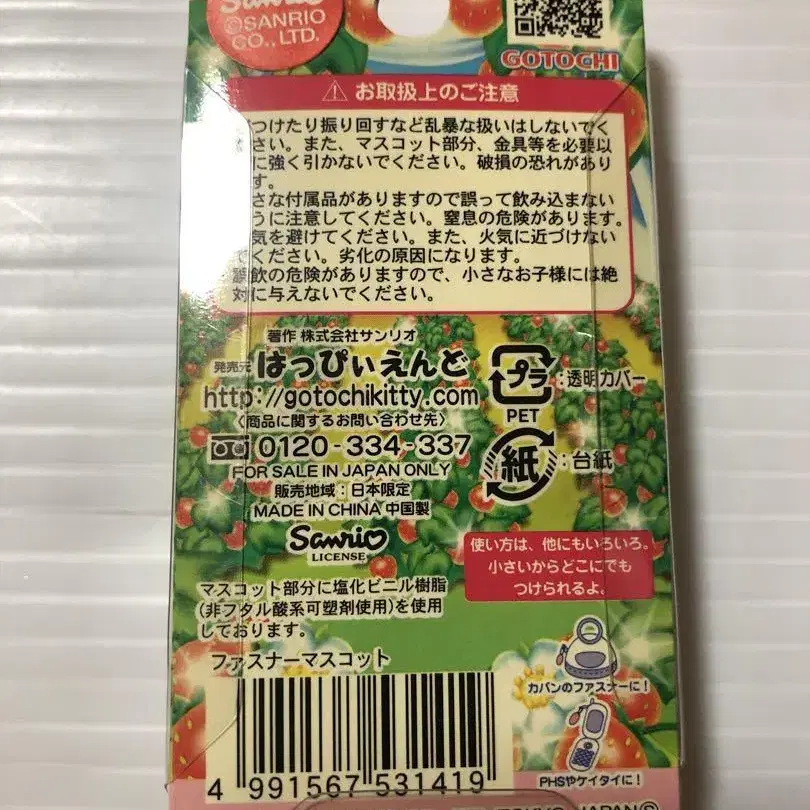 Sanrio
©SANRIO
CO., LTD.
GOTOCHI
お取扱上のご注意
つけたり振り回すなど乱暴な扱いはしないでく
さい。また、マスコット部分、金具等を必要以
に強く引かないでください。破損の恐れがあり
す。
さな付属品がありますので誤って飲み込まない
うに注意してください。窒息の危険があります。
気を避けてください。また、火気に近づけない
でください。劣化の原因になります。
誤飲の危険がありますので、小さなお子様には絶
対に与えないでください。
著作 株式会社サンリオ
発売元 はっぴぃえんど
http://gotochikitty.com
〈商品に関するお問い合わせ先〉
0120-334-337
FOR SALE IN JAPAN ONLY
販売地域：日本限定
MADE IN CHINA 中国製
Sanrio
LICENSE
プラ :透明カバー
PET
紙 :台紙
使い方は、他にもいろいろ。
小さいからどこにでも
つけられるよ。
マスコット部分に塩化ビニル樹脂
(非フタル酸系可塑剤使用)を使用
しております。
ファスナーマスコット
カバンのファスナーに！
PHSやケイタイに！
4 991567 531419
TOKYO, JAPAN ©